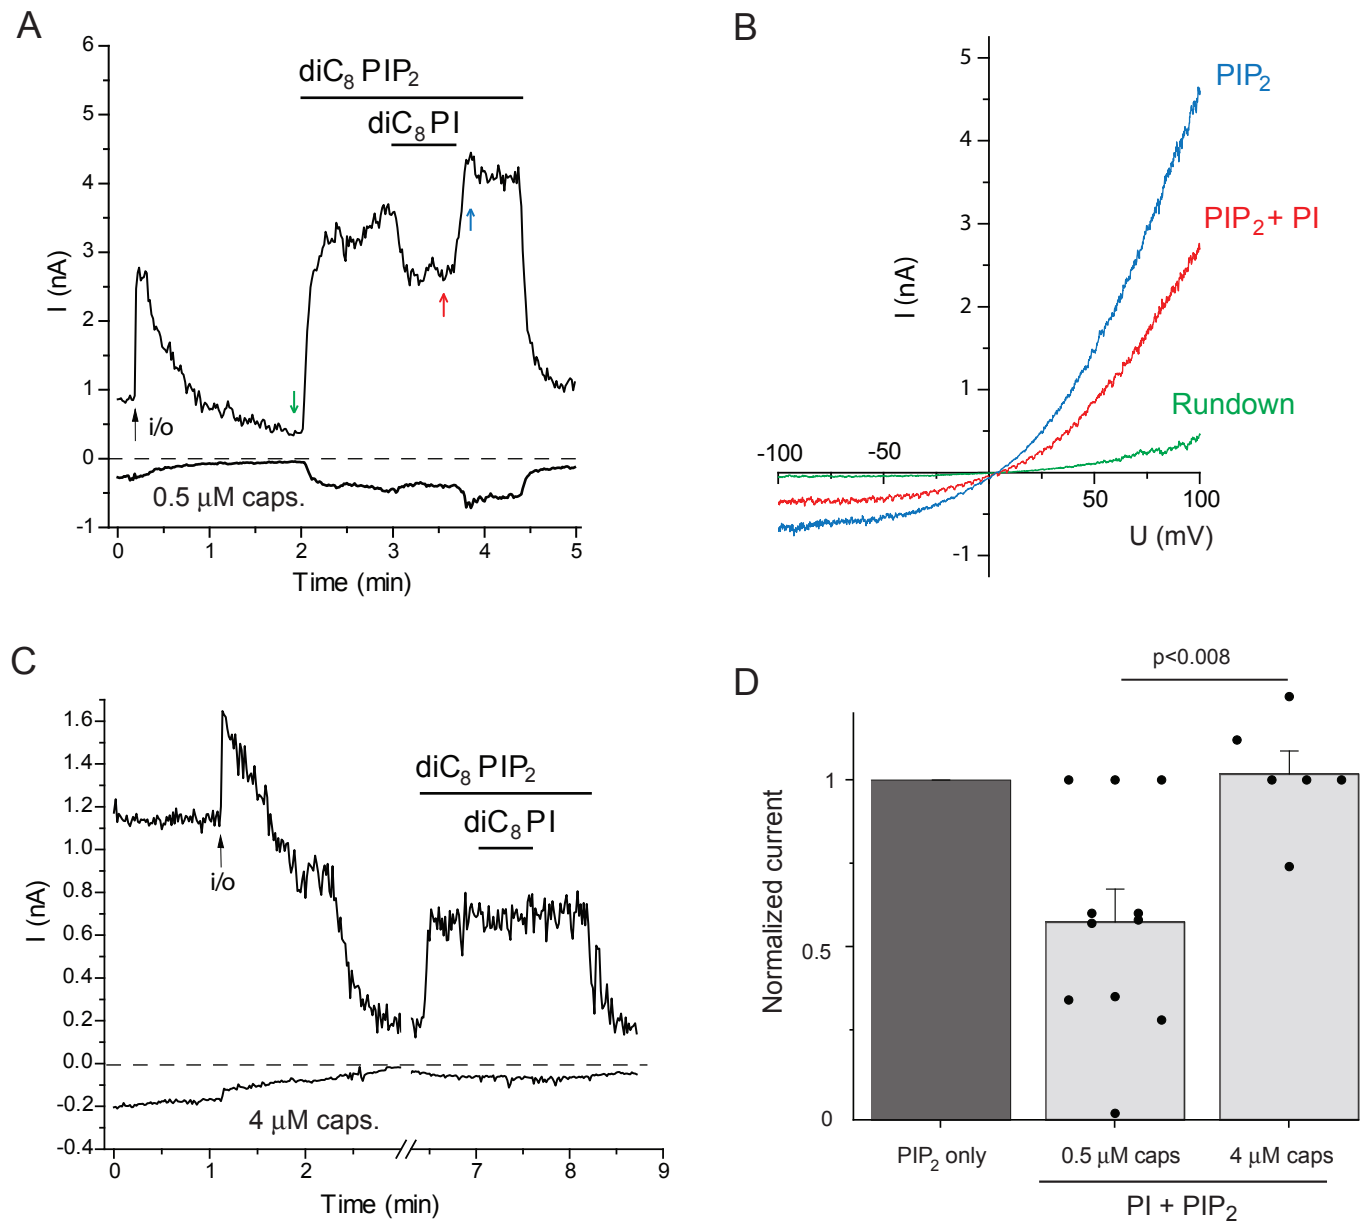 A
6
5
4
3
2
1
0
-1
I (nA)
diC8 PIP2
diC8 PI
i/o
0.5 μM caps.
0 1 2 3 4 5
Time (min)
B
5
4
3
2
1
-1
I (nA)
PIP2
PIP2 + PI
Rundown
-100 -50
50 100
U (mV)
C
1.6
1.4
1.2
1.0
0.8
0.6
0.4
0.2
0.0
-0.2
-0.4
I (nA)
diC8 PIP2
diC8 PI
i/o
4 μM caps.
0 1 2 7 8 9
Time (min)
D
p<0.008
1
0.5
0
Normalized current
PIP2 only 0.5 μM caps 4 μM caps
PI + PIP2